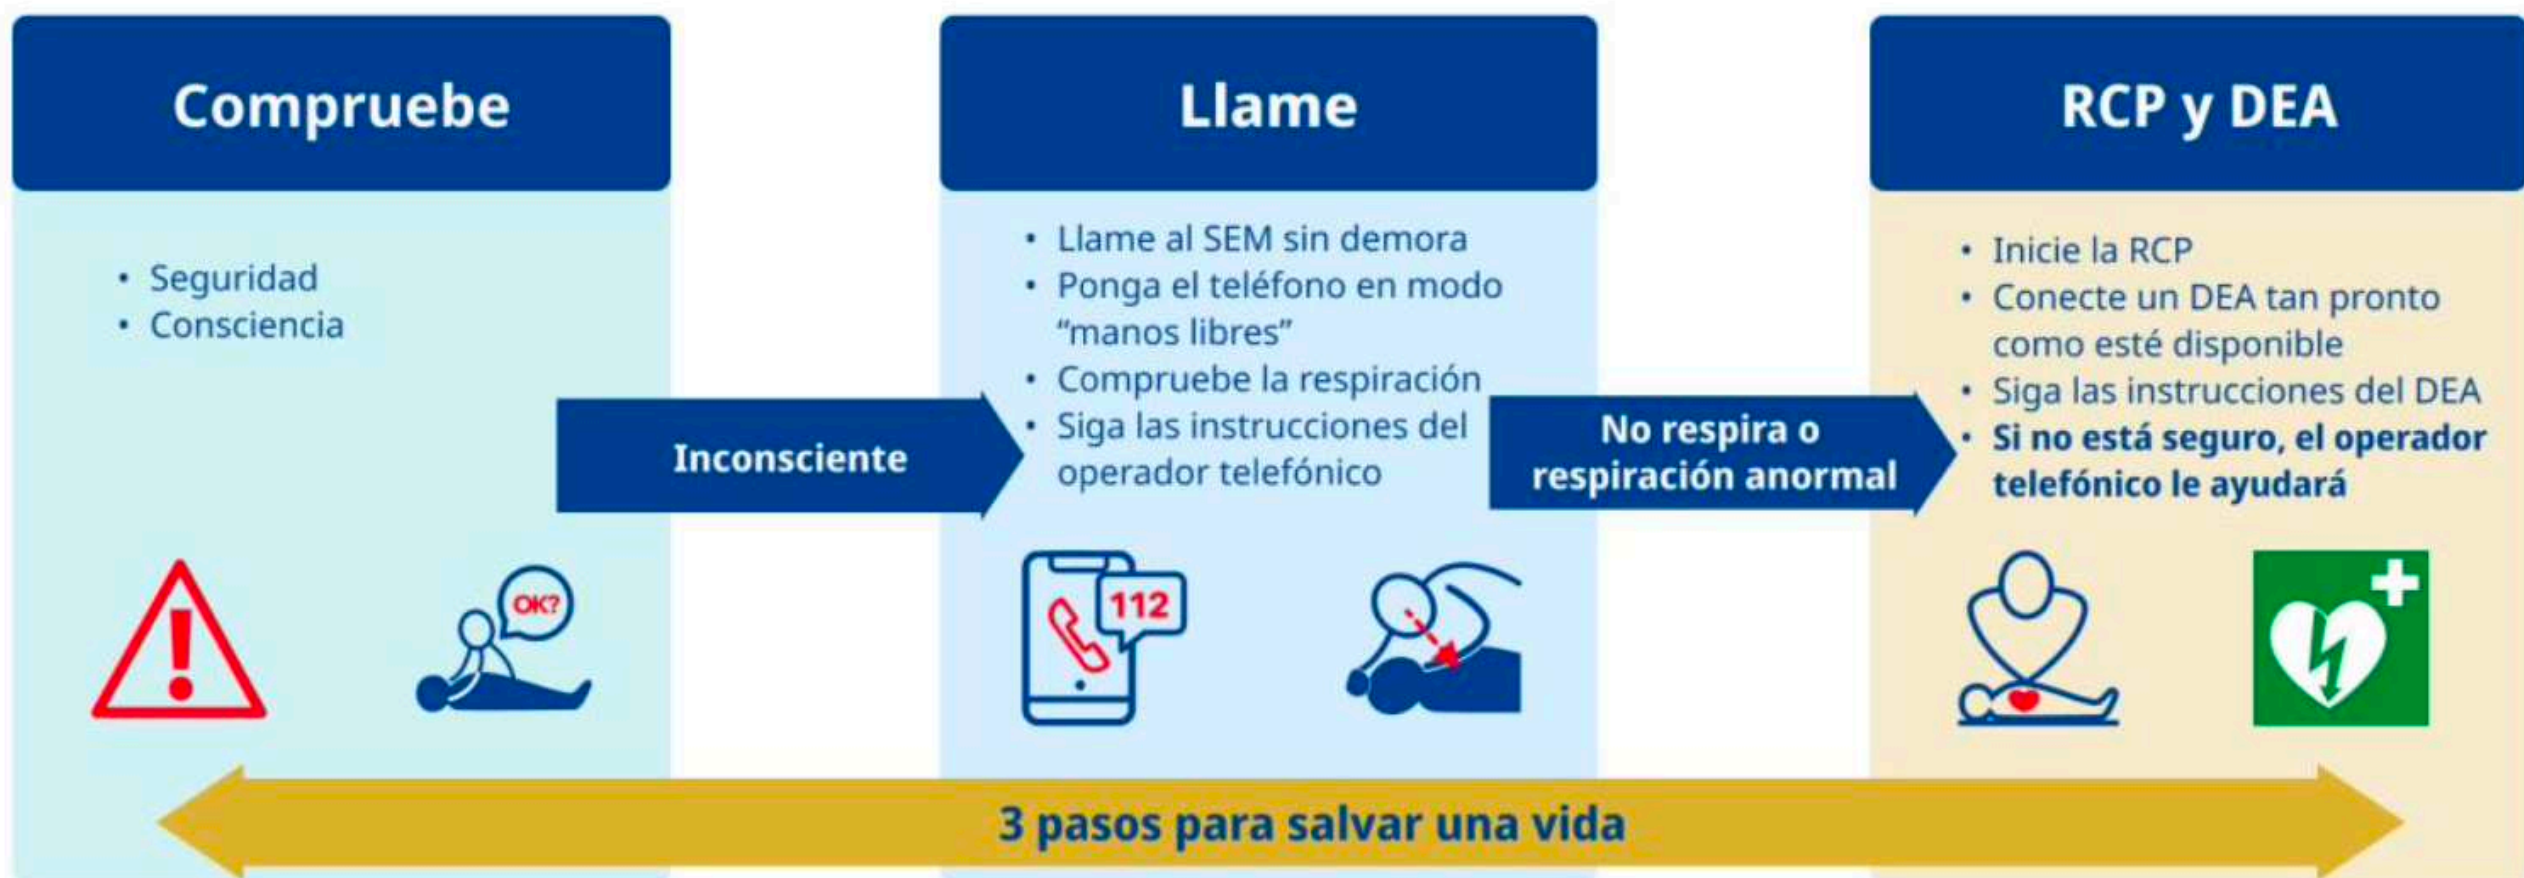 Compruebe
• Seguridad
• Consciencia
OK?
Inconsciente
Llame
• Llame al SEM sin demora
• Ponga el teléfono en modo
“manos libres”
• Compruebe la respiración
• Siga las instrucciones del
operador telefónico
112
No respira o
respiración anormal
RCP y DEA
• Inicie la RCP
• Conecte un DEA tan pronto
como esté disponible
• Siga las instrucciones del DEA
• Si no está seguro, el operador
telefónico le ayudará
3 pasos para salvar una vida